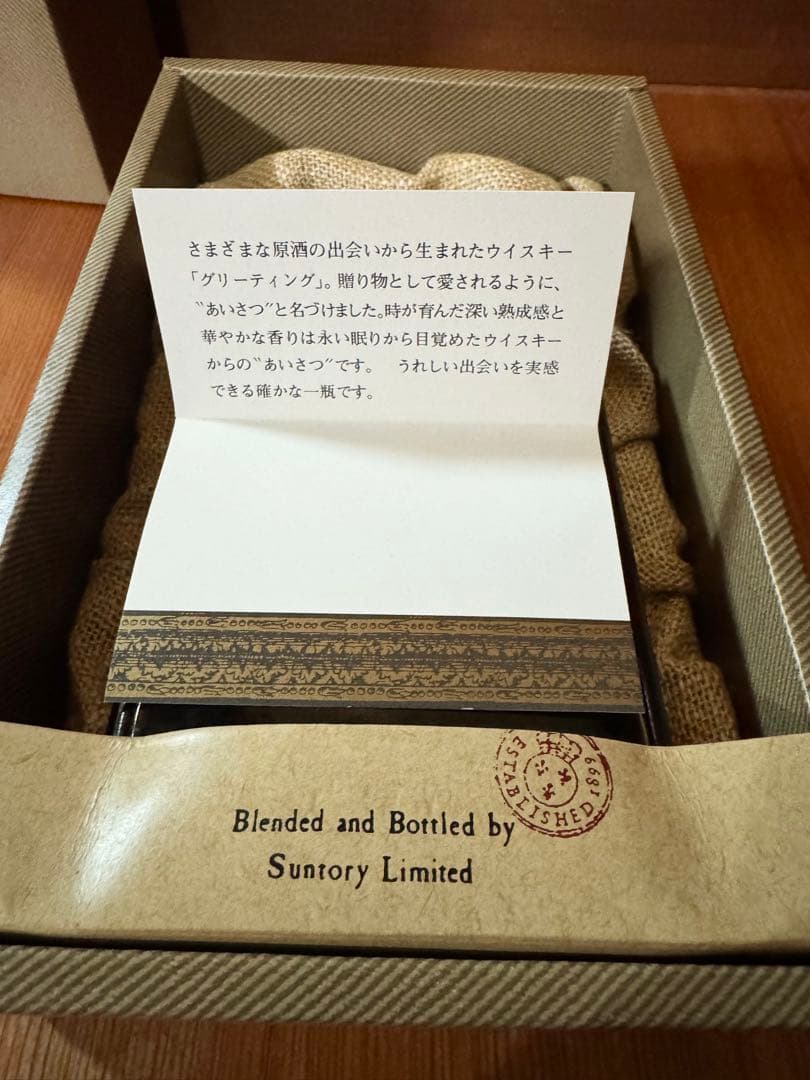 さまざまな原酒の出会いから生まれたウイスキー
「グリーティング」。贈り物として愛されるように、
〝あいさつ〟と名づけました。時が育んだ深い熟成感と
華やかな香りは永い眠りから目覚めたウイスキー
からの〝あいさつ〟です。　うれしい出会いを実感
できる確かな一瓶です。
ESTABLISHED 1899
Blended and Bottled by
Suntory Limited